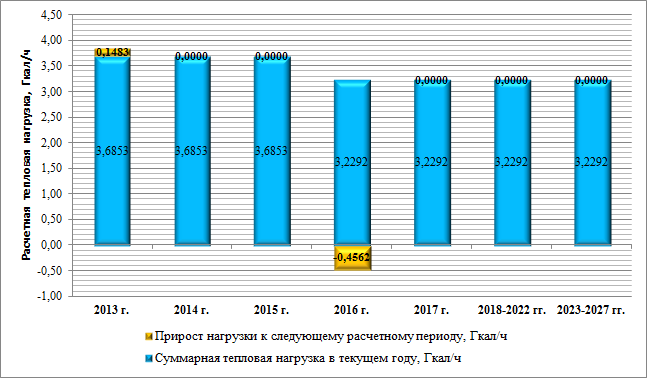 Расчетная тепловая нагрузка, Гкал/ч
4,50
4,00
3,50
3,00
2,50
2,00
1,50
1,00
0,50
0,00
-0,50
-1,00
0,1483 0,0000 0,0000 0,0000 0,0000 0,0000
3,6853 3,6853 3,6853 3,2292 3,2292 3,2292 3,2292
-0,4562
2013 г. 2014 г. 2015 г. 2016 г. 2017 г. 2018-2022 гг. 2023-2027 гг.
Прирост нагрузки к следующему расчетному периоду, Гкал/ч
Суммарная тепловая нагрузка в текущем году, Гкал/ч